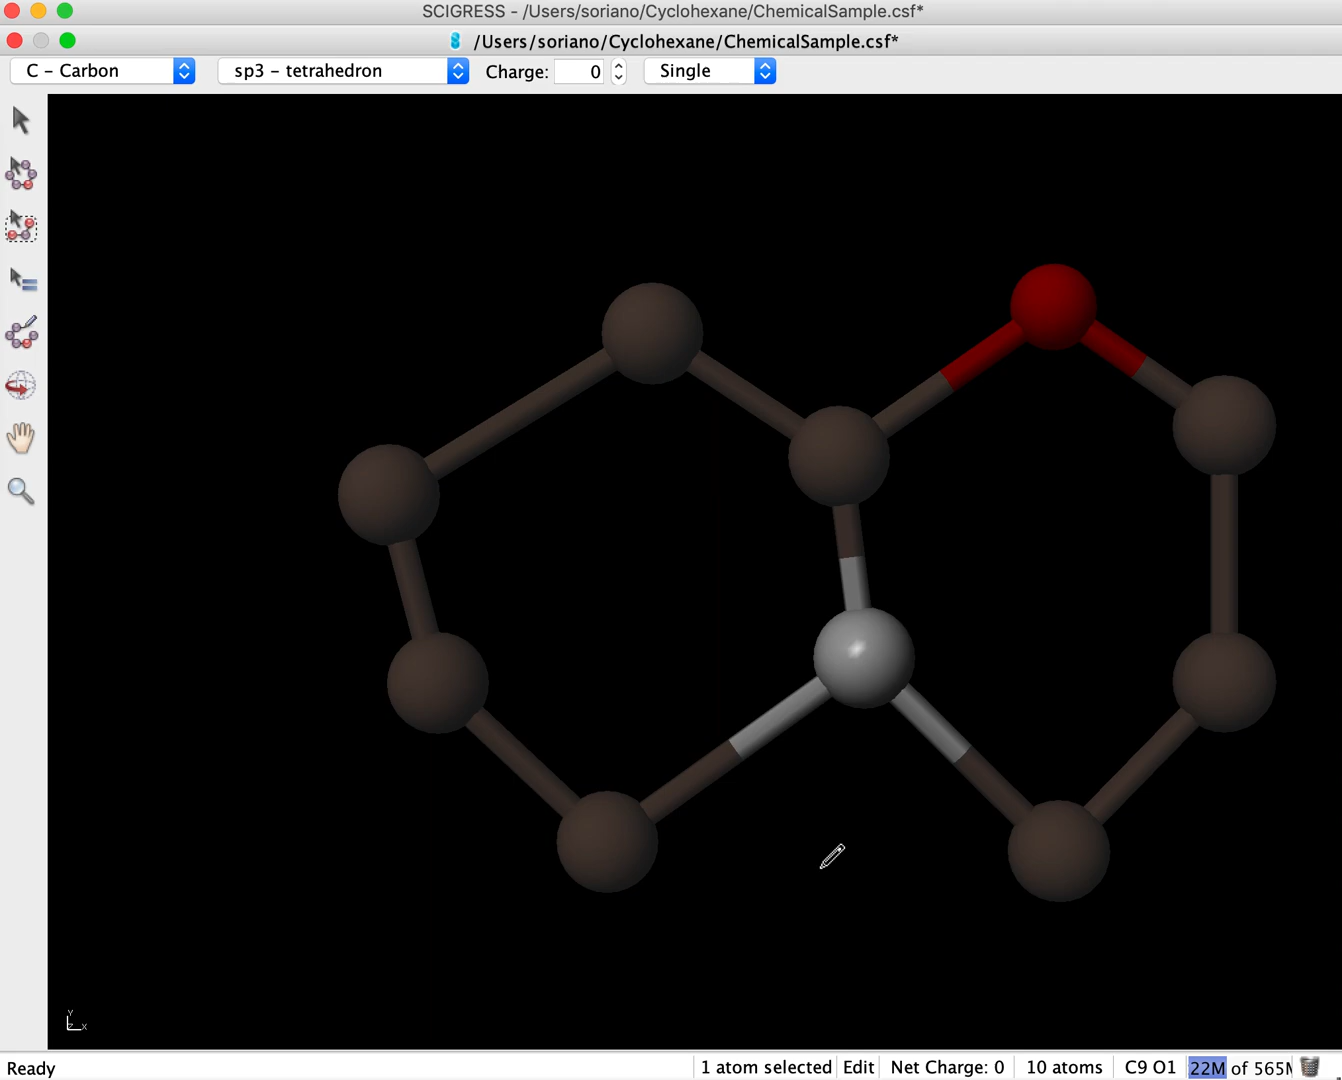 SCIGRESS - /Users/soriano/Cyclohexane/ChemicalSample.csf*
/Users/soriano/Cyclohexane/ChemicalSample.csf*
C - Carbon sp3 - tetrahedron Charge: 0 Single
Y
Z X
Ready 1 atom selected Edit Net Charge: 0 10 atoms C9 O1 22M of 565M